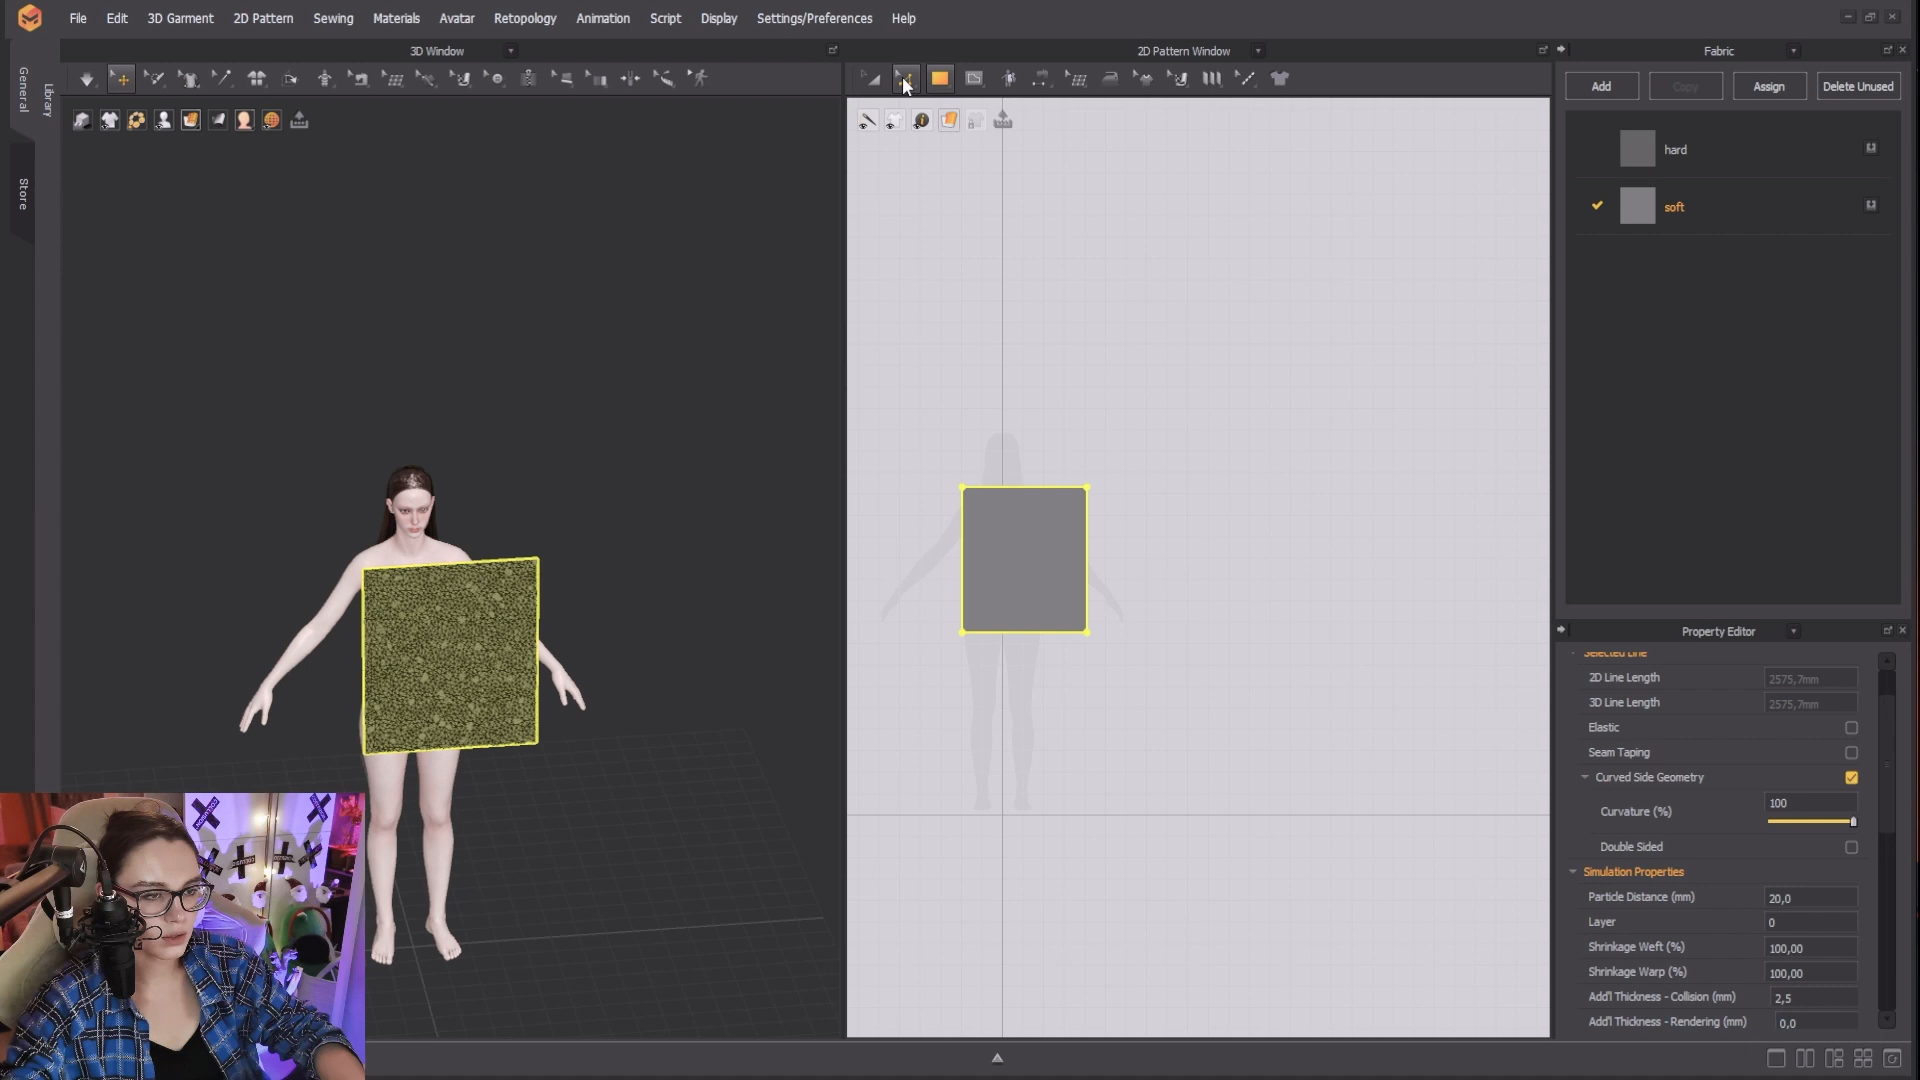 File Edit 3D Garment 2D Pattern Sewing Materials Avatar Retopology Animation Script Display Settings/Preferences Help
General
Library
Store
3D Window
2D Pattern Window
Fabric
Add Copy Assign Delete Unused
hard
soft
Property Editor
Selected Line
2D Line Length 2575,7mm
3D Line Length 2575,7mm
Elastic
Seam Taping
Curved Side Geometry
Curvature (%) 100
Double Sided
Simulation Properties
Particle Distance (mm) 20,0
Layer 0
Shrinkage Weft (%) 100,00
Shrinkage Warp (%) 100,00
Add'l Thickness - Collision (mm) 2,5
Add'l Thickness - Rendering (mm) 0,0